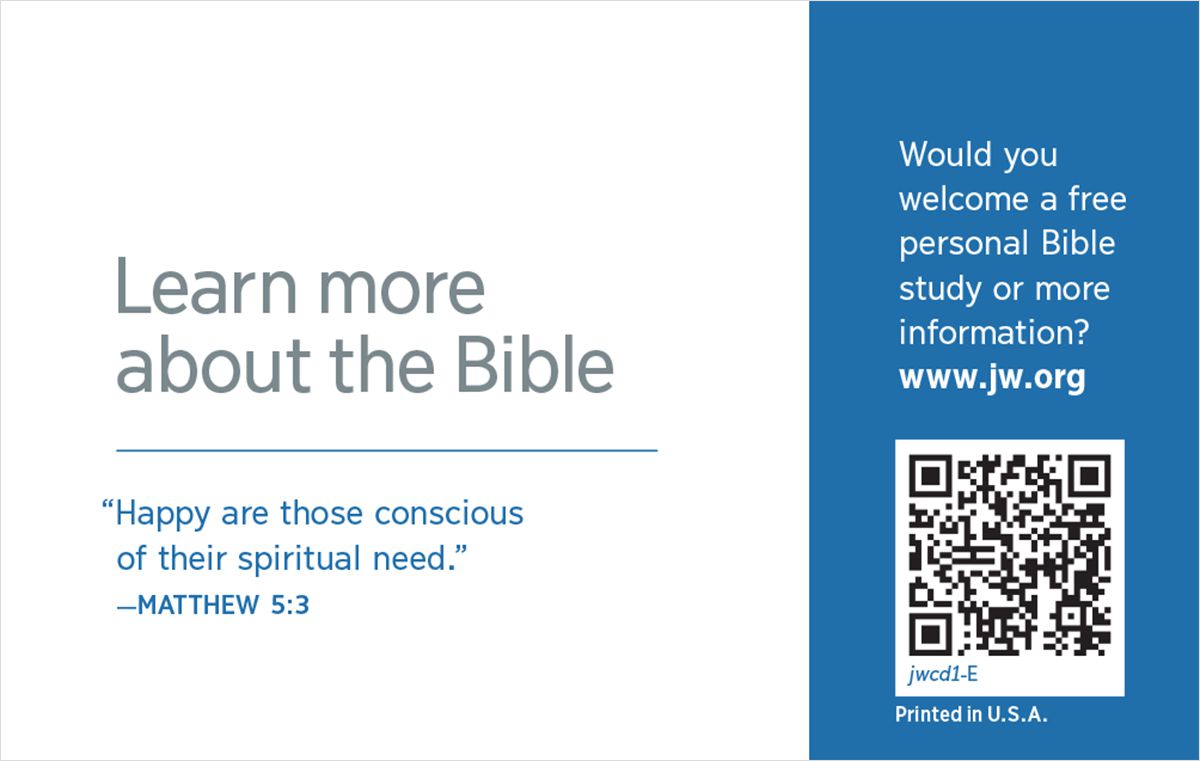 Learn more
about the Bible
“Happy are those conscious
of their spiritual need.”
—MATTHEW 5:3
Would you
welcome a free
personal Bible
study or more
information?
www.jw.org
jwcd1-E
Printed in U.S.A.